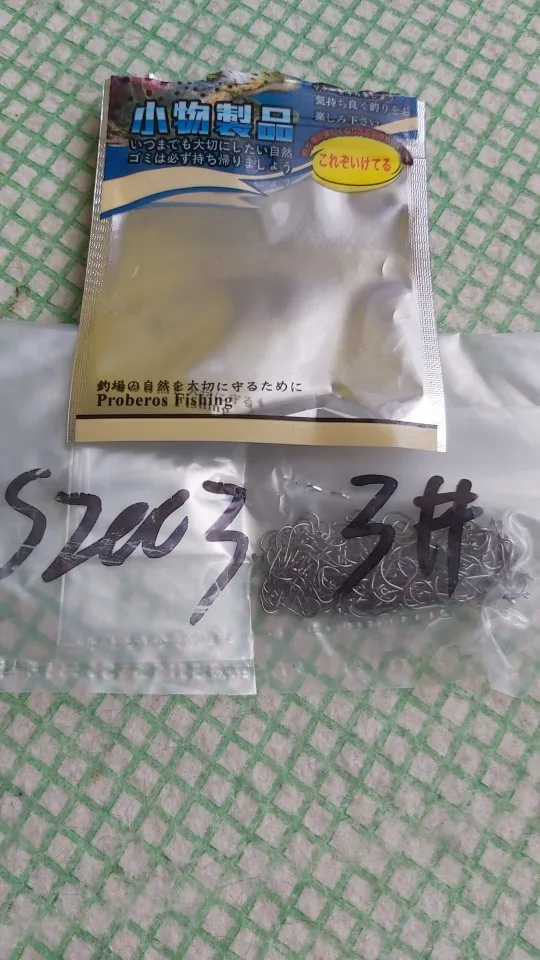 小物製品
いつまでも大切にしたい自然
ゴミは必ず持ち帰りましょう
気持ち良く釣りをお
楽しみ下さい
これぞいけてる
釣場の自然を大切に守るために
Proberos Fishing
3井